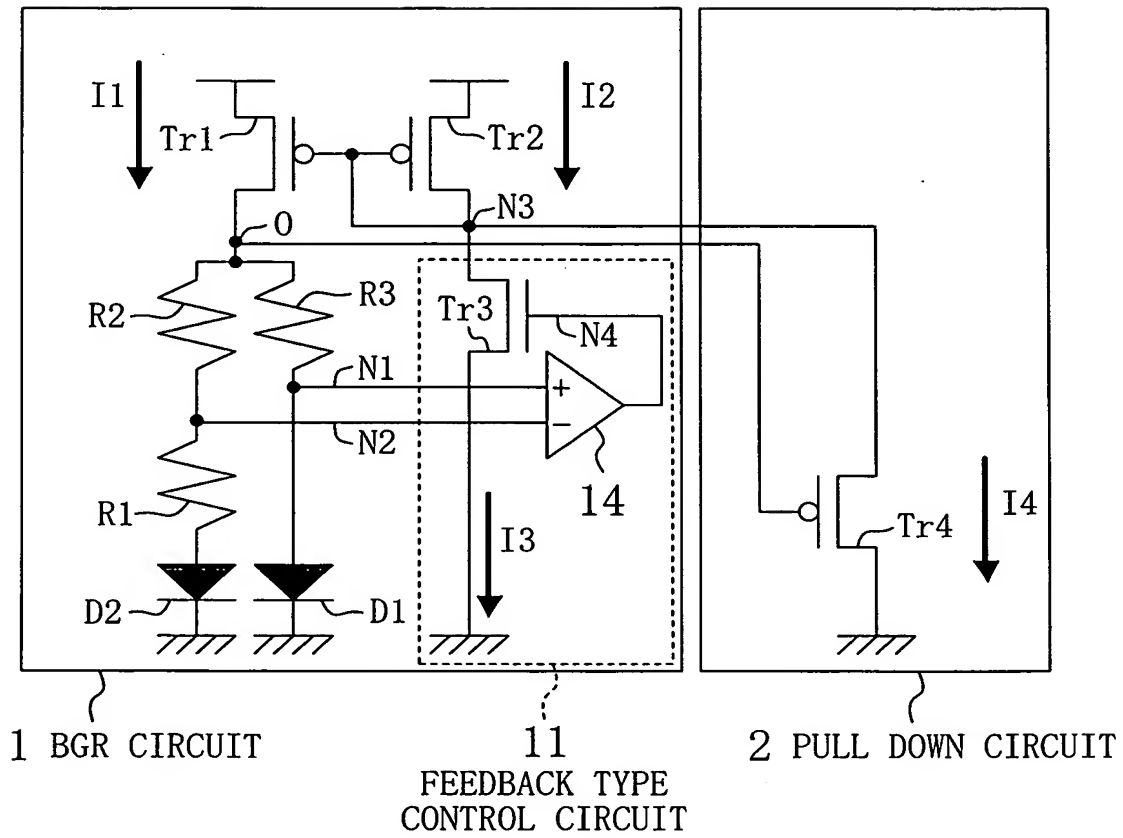 I1
I2
Tr1
Tr2
O
N3
R2
R3
Tr3
N4
N1
+
N2
−
R1
14
I3
Tr4
I4
D2
D1
1 BGR CIRCUIT
11
FEEDBACK TYPE
CONTROL CIRCUIT
2 PULL DOWN CIRCUIT